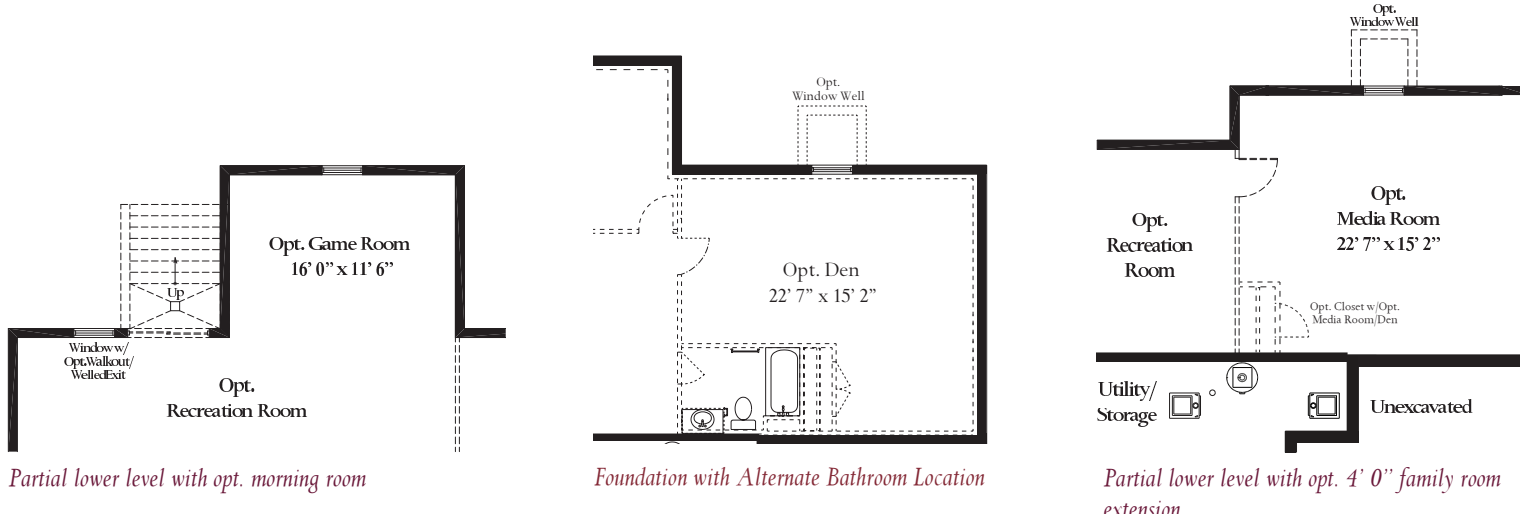 Opt. Game Room
16' 0” x 11' 6”
Up
Window w/
Opt.Walkout/
WelledExit
Opt.
Recreation Room
Partial lower level with opt. morning room
Opt.
Window Well
Opt. Den
22' 7” x 15' 2”
Foundation with Alternate Bathroom Location
Opt.
Window Well
Opt.
Media Room
22' 7” x 15' 2”
Opt.
Recreation
Room
Opt. Closet w/Opt.
Media Room/Den
Utility/
Storage
Unexcavated
Partial lower level with opt. 4' 0” family room
extension